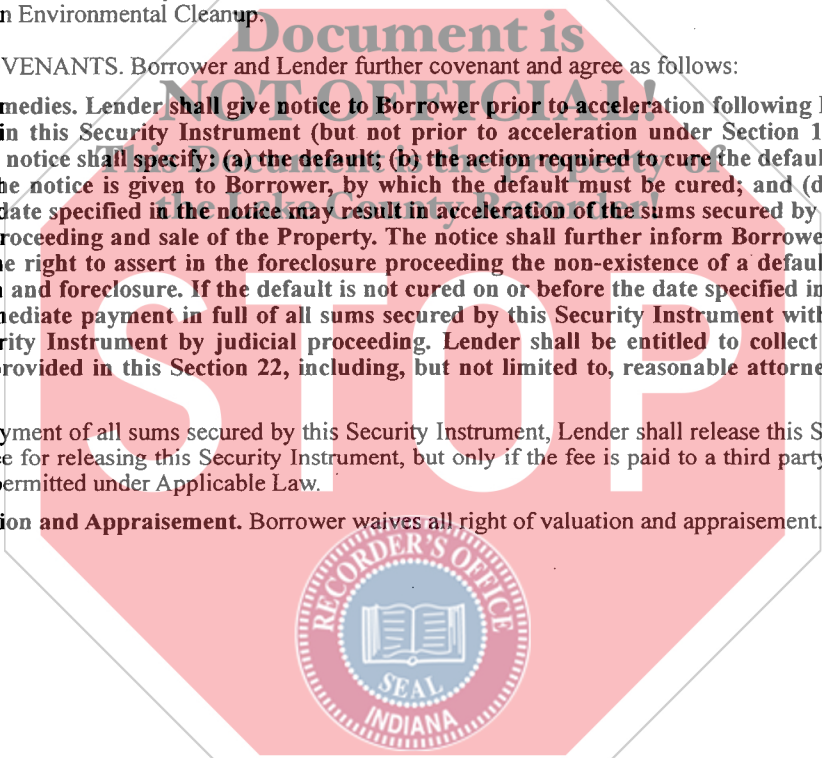 n Environmental Cleanup.
Document is
VENANTS. Borrower and Lender further covenant and agree as follows:
NOT OFFICIAL!
medies. Lender shall give notice to Borrower prior to acceleration following
in this Security Instrument (but not prior to acceleration under Section 1
notice shall specify: (a) the default; (b) the action required to cure the defaul
This Document is the property of
he notice is given to Borrower, by which the default must be cured; and (d
the Lake County Recorder!
date specified in the notice may result in acceleration of the sums secured by
roceeding and sale of the Property. The notice shall further inform Borrowe
e right to assert in the foreclosure proceeding the non-existence of a defaul
and foreclosure. If the default is not cured on or before the date specified in
nediate payment in full of all sums secured by this Security Instrument with
rity Instrument by judicial proceeding. Lender shall be entitled to collect
rovided in this Section 22, including, but not limited to, reasonable attorne
STOP
yment of all sums secured by this Security Instrument, Lender shall release this S
e for releasing this Security Instrument, but only if the fee is paid to a third party
ermitted under Applicable Law.
ion and Appraisement. Borrower waives all right of valuation and appraisement.
RECORDER'S OFFICE
SEAL
INDIANA